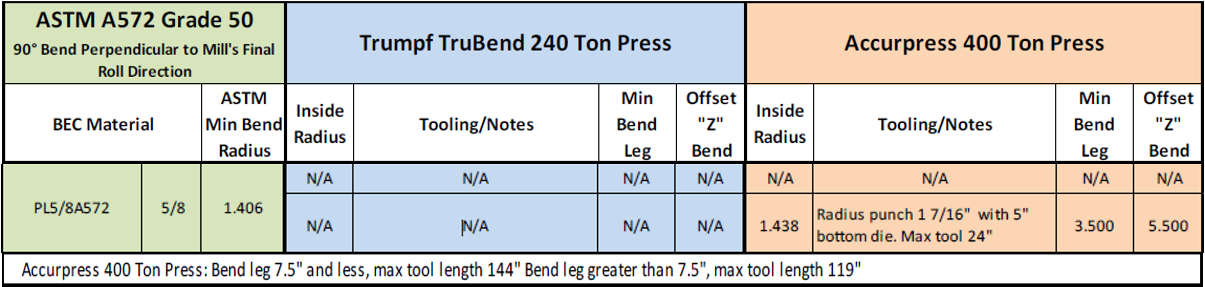 ASTM A572 Grade 50
90° Bend Perpendicular to Mill's Final
Roll Direction
Trumpf TruBend 240 Ton Press
Accurpress 400 Ton Press
BEC Material
ASTM
Min Bend
Radius
Inside
Radius
Tooling/Notes
Min
Bend
Leg
Offset
"Z"
Bend
Inside
Radius
Tooling/Notes
Min
Bend
Leg
Offset
"Z"
Bend
PL5/8A572
5/8
1.406
N/A
N/A
N/A
N/A
N/A
N/A
N/A
N/A
N/A
N/A
N/A
N/A
1.438
Radius punch 1 7/16" with 5"
bottom die. Max tool 24"
3.500
5.500
Accurpress 400 Ton Press: Bend leg 7.5" and less, max tool length 144" Bend leg greater than 7.5", max tool length 119"